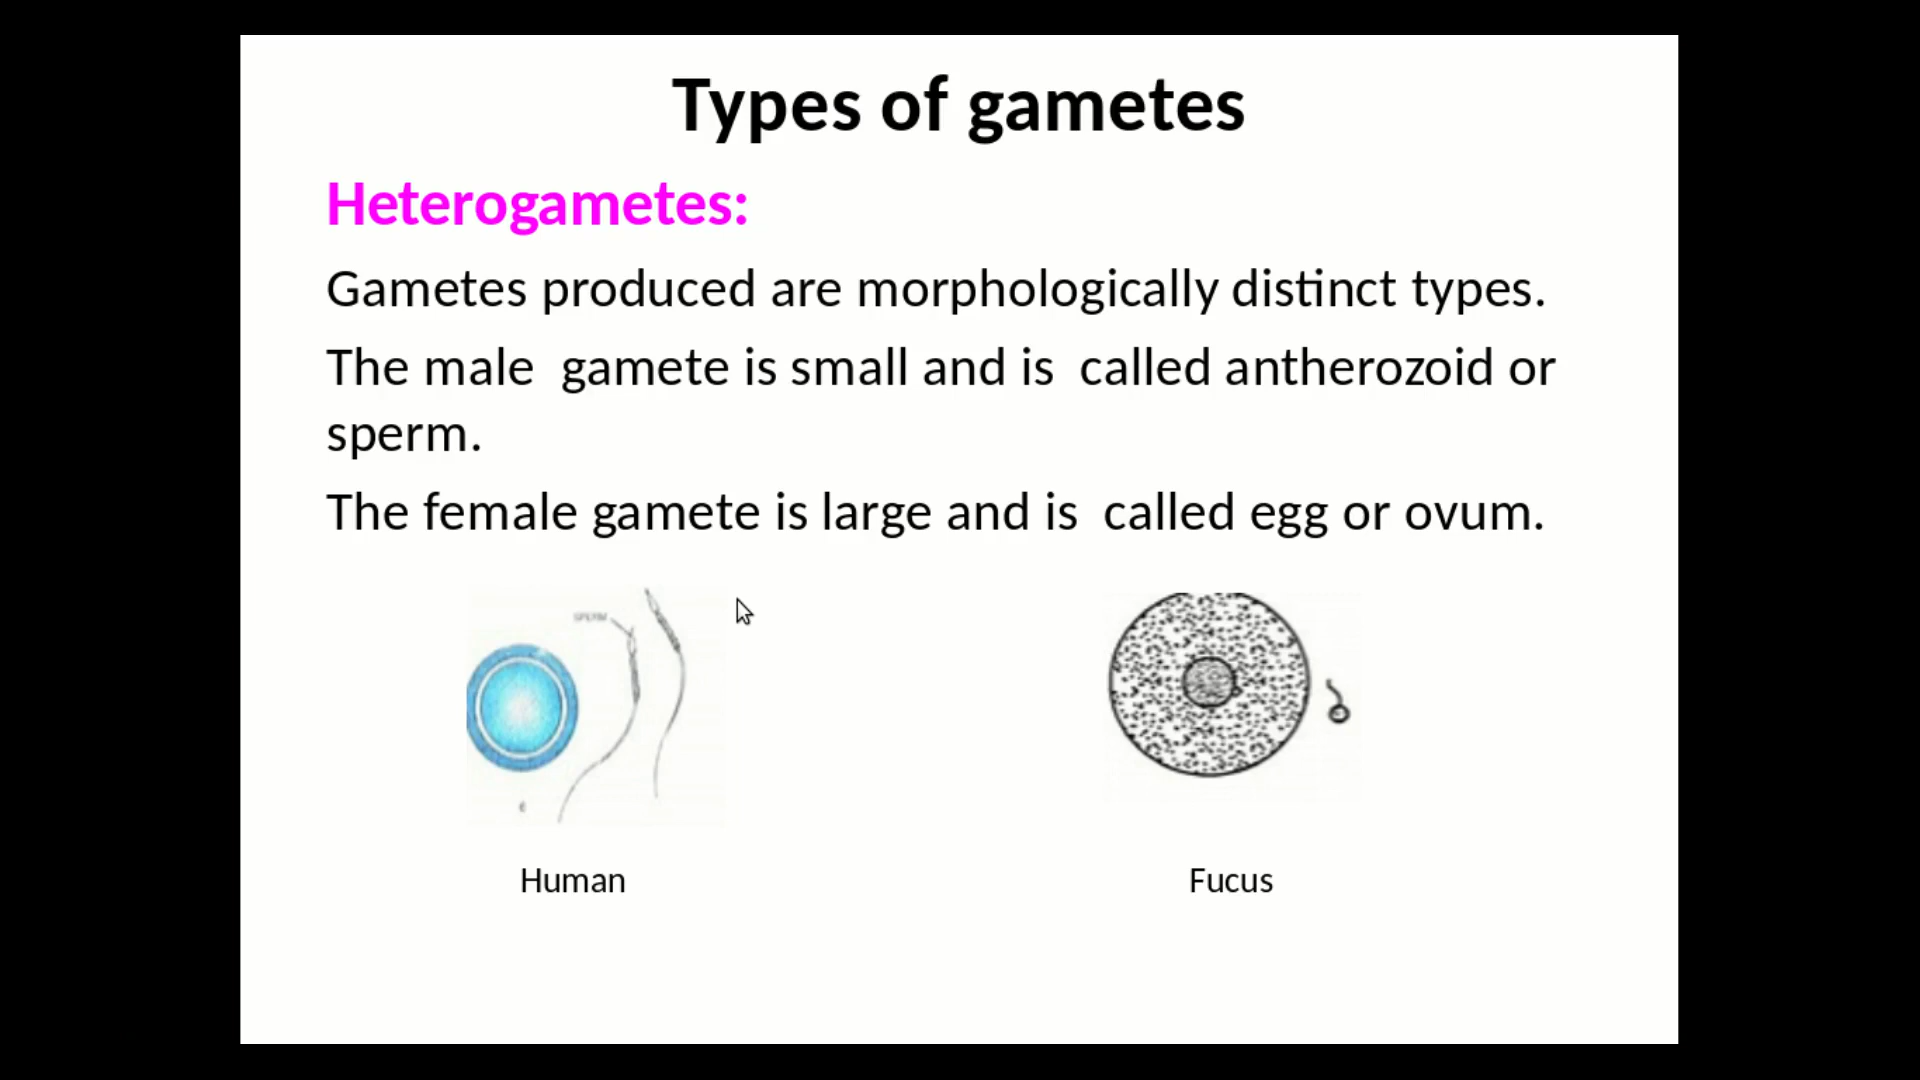 Types of gametes
Heterogametes:
Gametes produced are morphologically distinct types.
The male gamete is small and is called antherozoid or
sperm.
The female gamete is large and is called egg or ovum.
SPERM
Human
Fucus